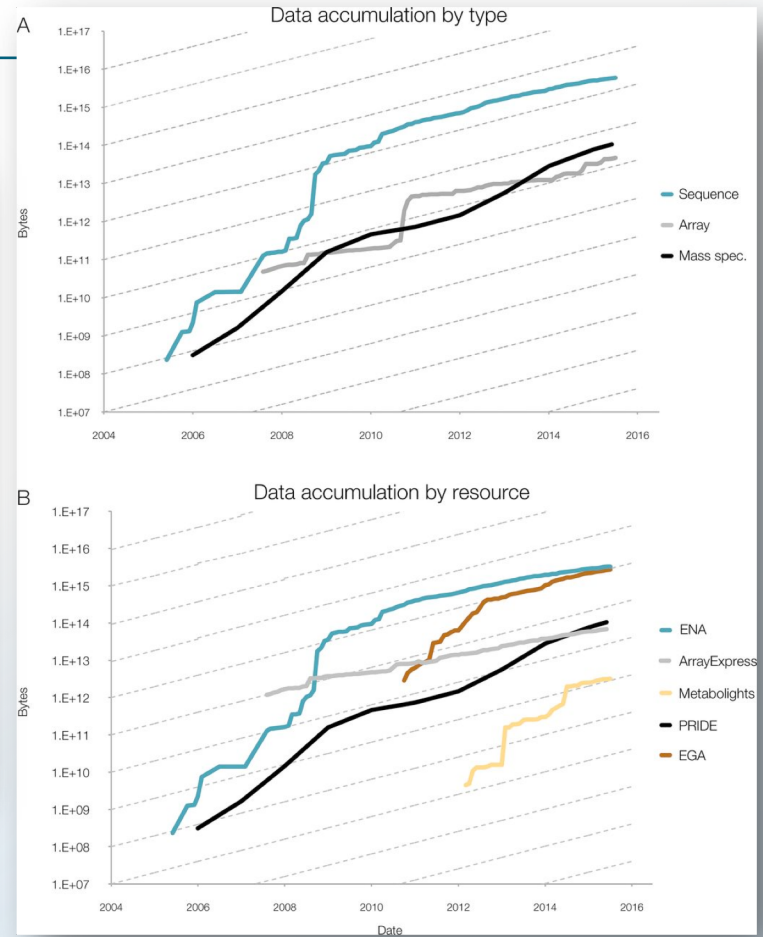 A
Data accumulation by type
1.E+17
1.E+16
1.E+15
1.E+14
1.E+13
1.E+12
1.E+11
1.E+10
1.E+09
1.E+08
1.E+07
Bytes
2004 2006 2008 2010 2012 2014 2016
Sequence
Array
Mass spec.
B
Data accumulation by resource
1.E+17
1.E+16
1.E+15
1.E+14
1.E+13
1.E+12
1.E+11
1.E+10
1.E+09
1.E+08
1.E+07
Bytes
2004 2006 2008 2010 2012 2014 2016
Date
ENA
ArrayExpress
Metabolights
PRIDE
EGA